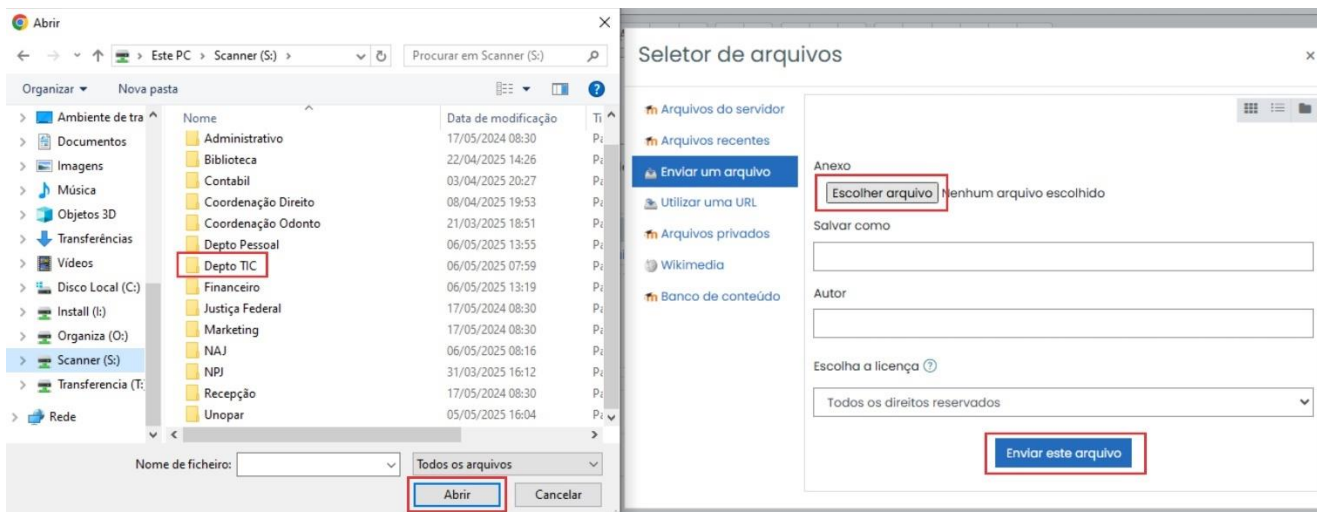 Abrir
Este PC > Scanner (S:) >
Procurar em Scanner (S:)
Organizar
Nova pasta
Ambiente de tra
Documentos
Imagens
Música
Objetos 3D
Transferências
Vídeos
Disco Local (C:)
Install (I:)
Organiza (O:)
Scanner (S:)
Transferencia (T:
Rede
Nome Data de modificação
Administrativo 17/05/2024 08:30
Biblioteca 22/04/2025 14:26
Contabil 03/04/2025 20:27
Coordenação Direito 08/04/2025 19:53
Coordenação Odonto 21/03/2025 18:51
Depto Pessoal 06/05/2025 13:55
Depto TIC 06/05/2025 07:59
Financeiro 06/05/2025 13:19
Justiça Federal 17/05/2024 08:30
Marketing 17/05/2024 08:30
NAJ 06/05/2025 08:16
NPJ 31/03/2025 16:12
Recepção 17/05/2024 08:30
Unopar 05/05/2025 16:04
Nome de ficheiro:
Todos os arquivos
Abrir
Cancelar
Seletor de arquivos
Arquivos do servidor
Arquivos recentes
Enviar um arquivo
Utilizar uma URL
Arquivos privados
Wikimedia
Banco de conteúdo
Anexo
Escolher arquivo Nenhum arquivo escolhido
Salvar como
Autor
Escolha a licença
Todos os direitos reservados
Enviar este arquivo